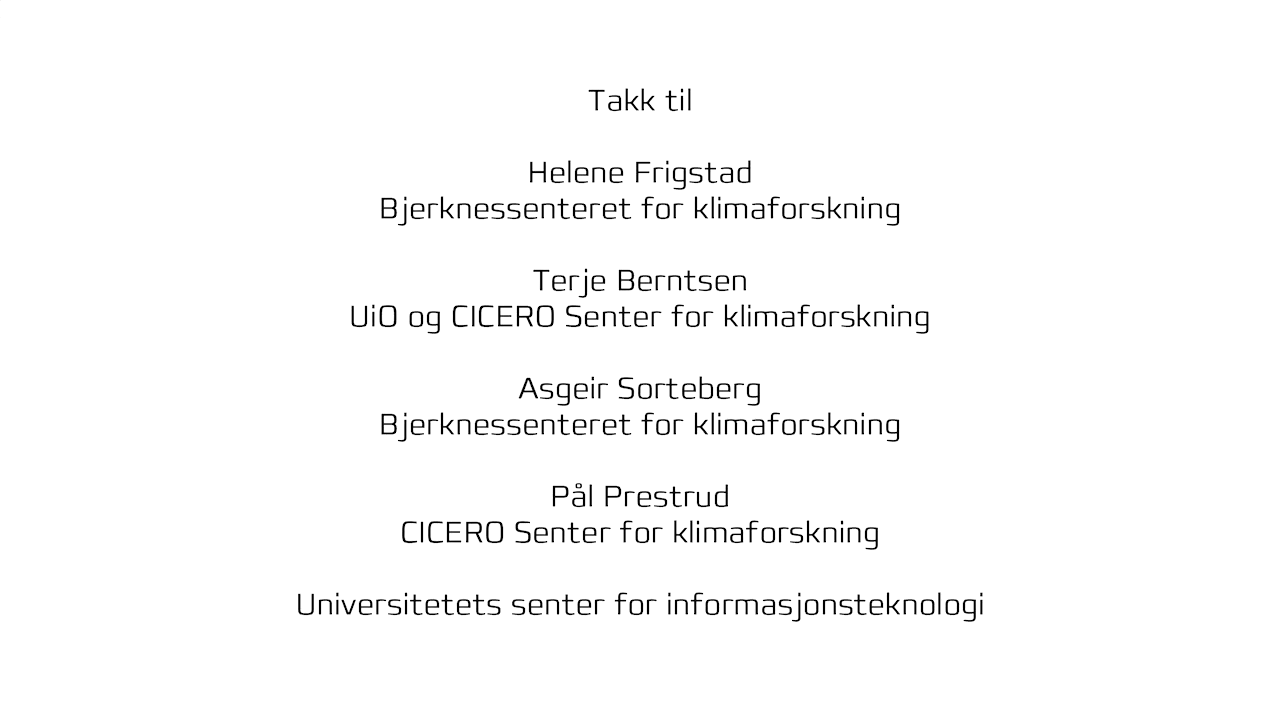 Takk til
Helene Frigstad
Bjerknessenteret for klimaforskning
Terje Berntsen
UiO og CICERO Senter for klimaforskning
Asgeir Sorteberg
Bjerknessenteret for klimaforskning
Pål Prestrud
CICERO Senter for klimaforskning
Universitetets senter for informasjonsteknologi